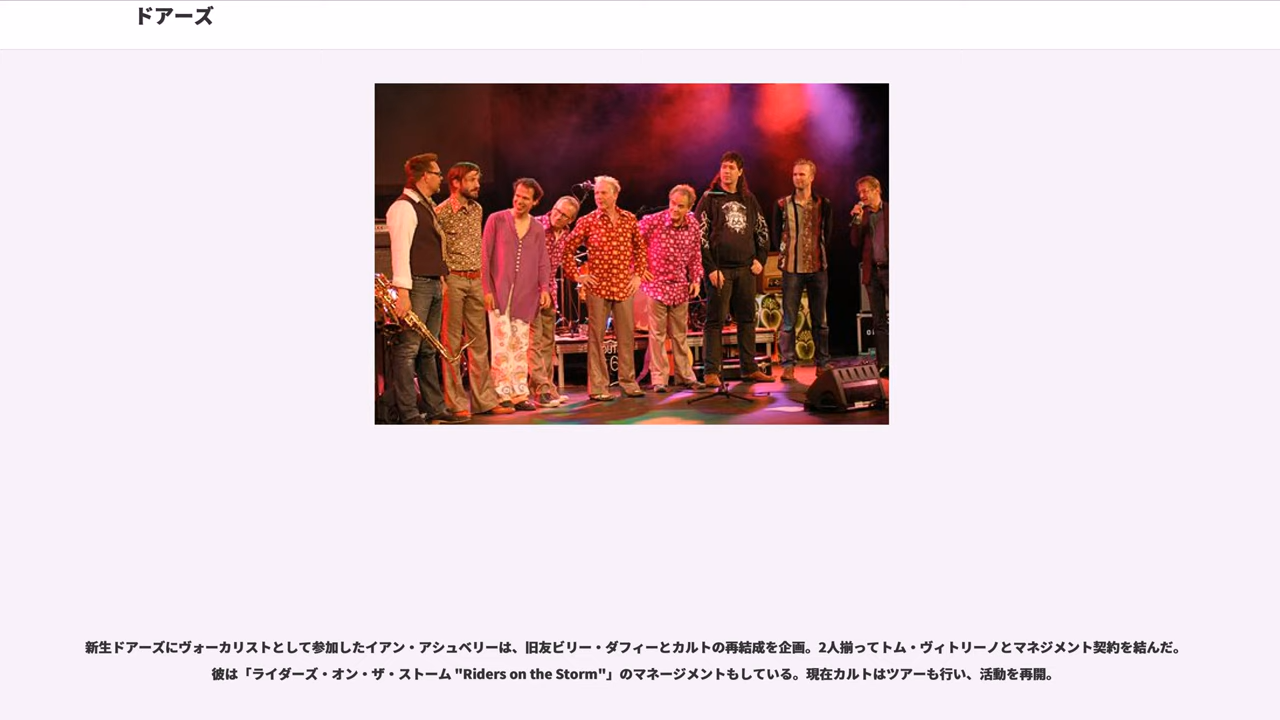 ドアーズ
新生ドアーズにヴォーカリストとして参加したイアン・アシュベリーは、旧友ビリー・ダフィーとカルトの再結成を企画。2人揃ってトム・ヴィトリーノとマネジメント契約を結んだ。
彼は「ライダーズ・オン・ザ・ストーム "Riders on the Storm"」のマネージメントもしている。現在カルトはツアーも行い、活動を再開。